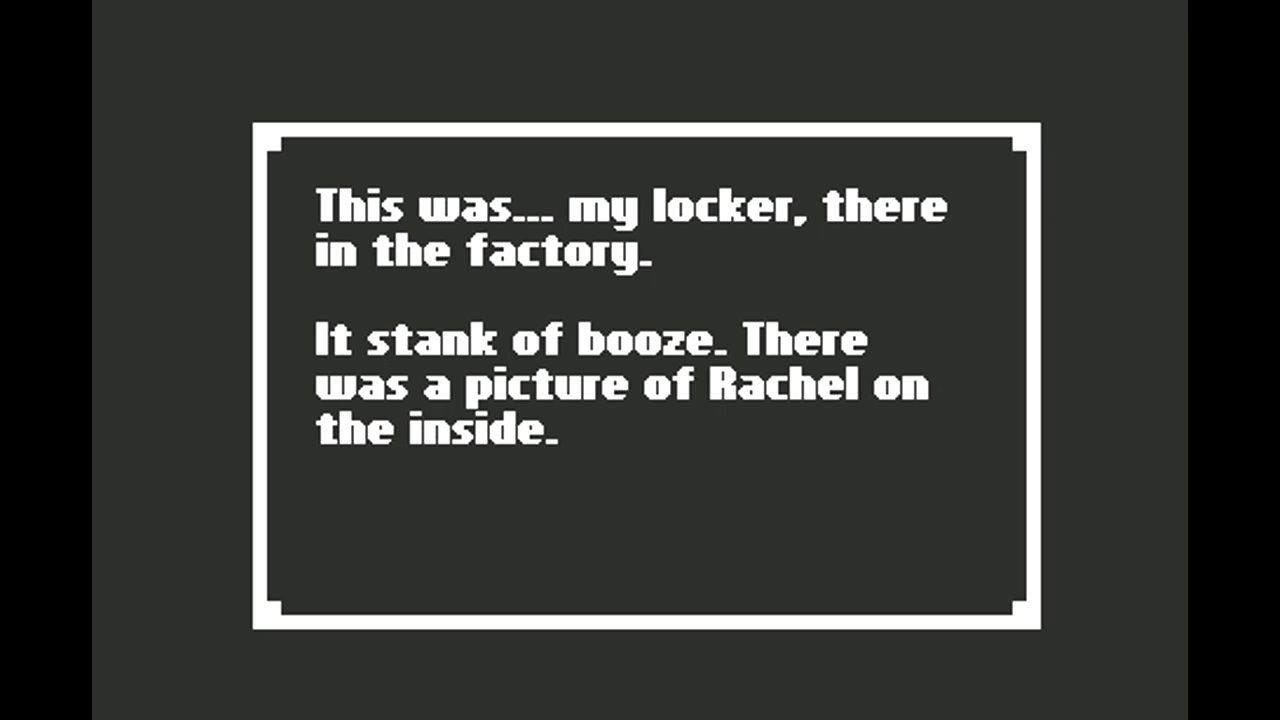 This was... my locker, there
in the factory.
It stank of booze. There
was a picture of Rachel on
the inside.